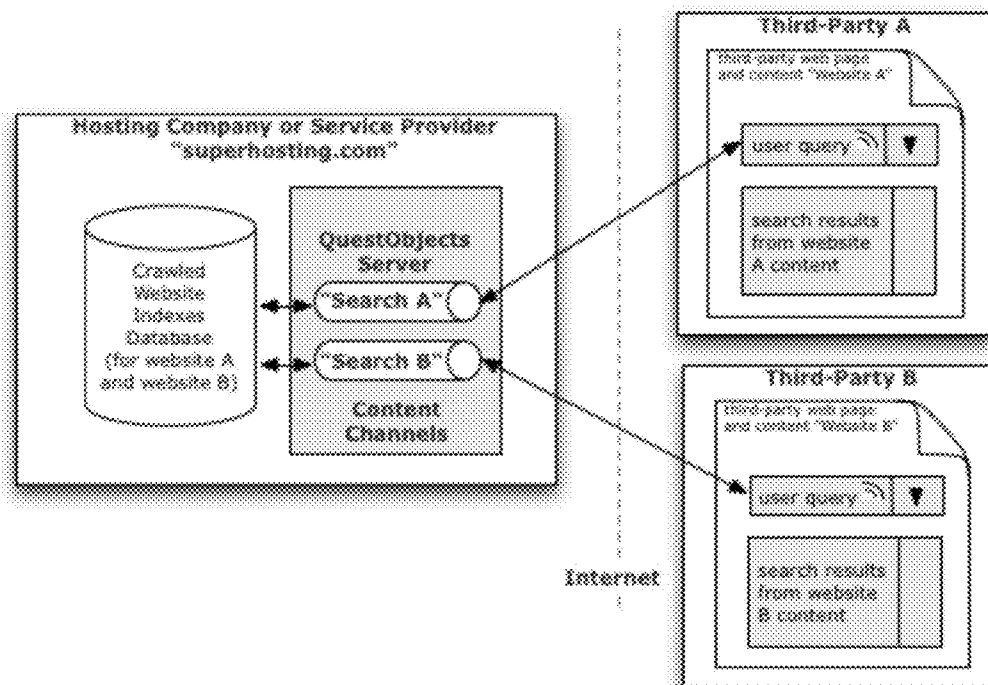 Hosting Company or Service Provider
"superhosting.com"
Crawled
Website
Indexes
Database
(for website A
and website B)
QuestObjects
Server
"Search A"
"Search B"
Content
Channels
Internet
Third-Party A
third-party web page
and content "Website A"
user query
search results
from website
A content
Third-Party B
third-party web page
and content "Website B"
user query
search results
from website
B content